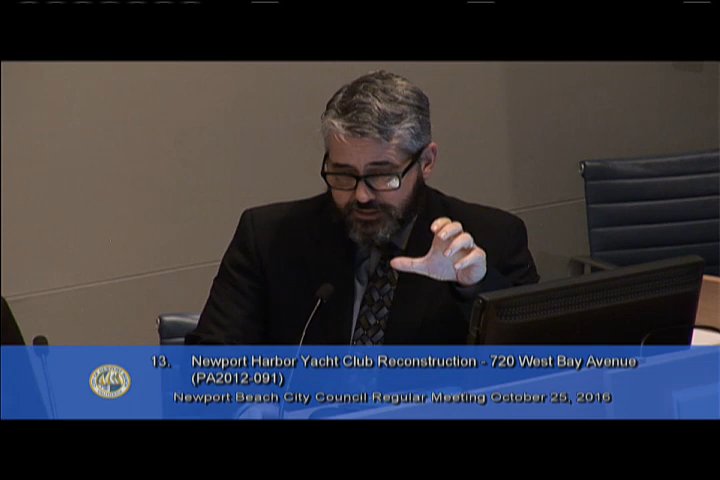 13. Newport Harbor Yacht Club Reconstruction - 720 West Bay Avenue
(PA2012-091)
Newport Beach City Council Regular Meeting October 25, 2016